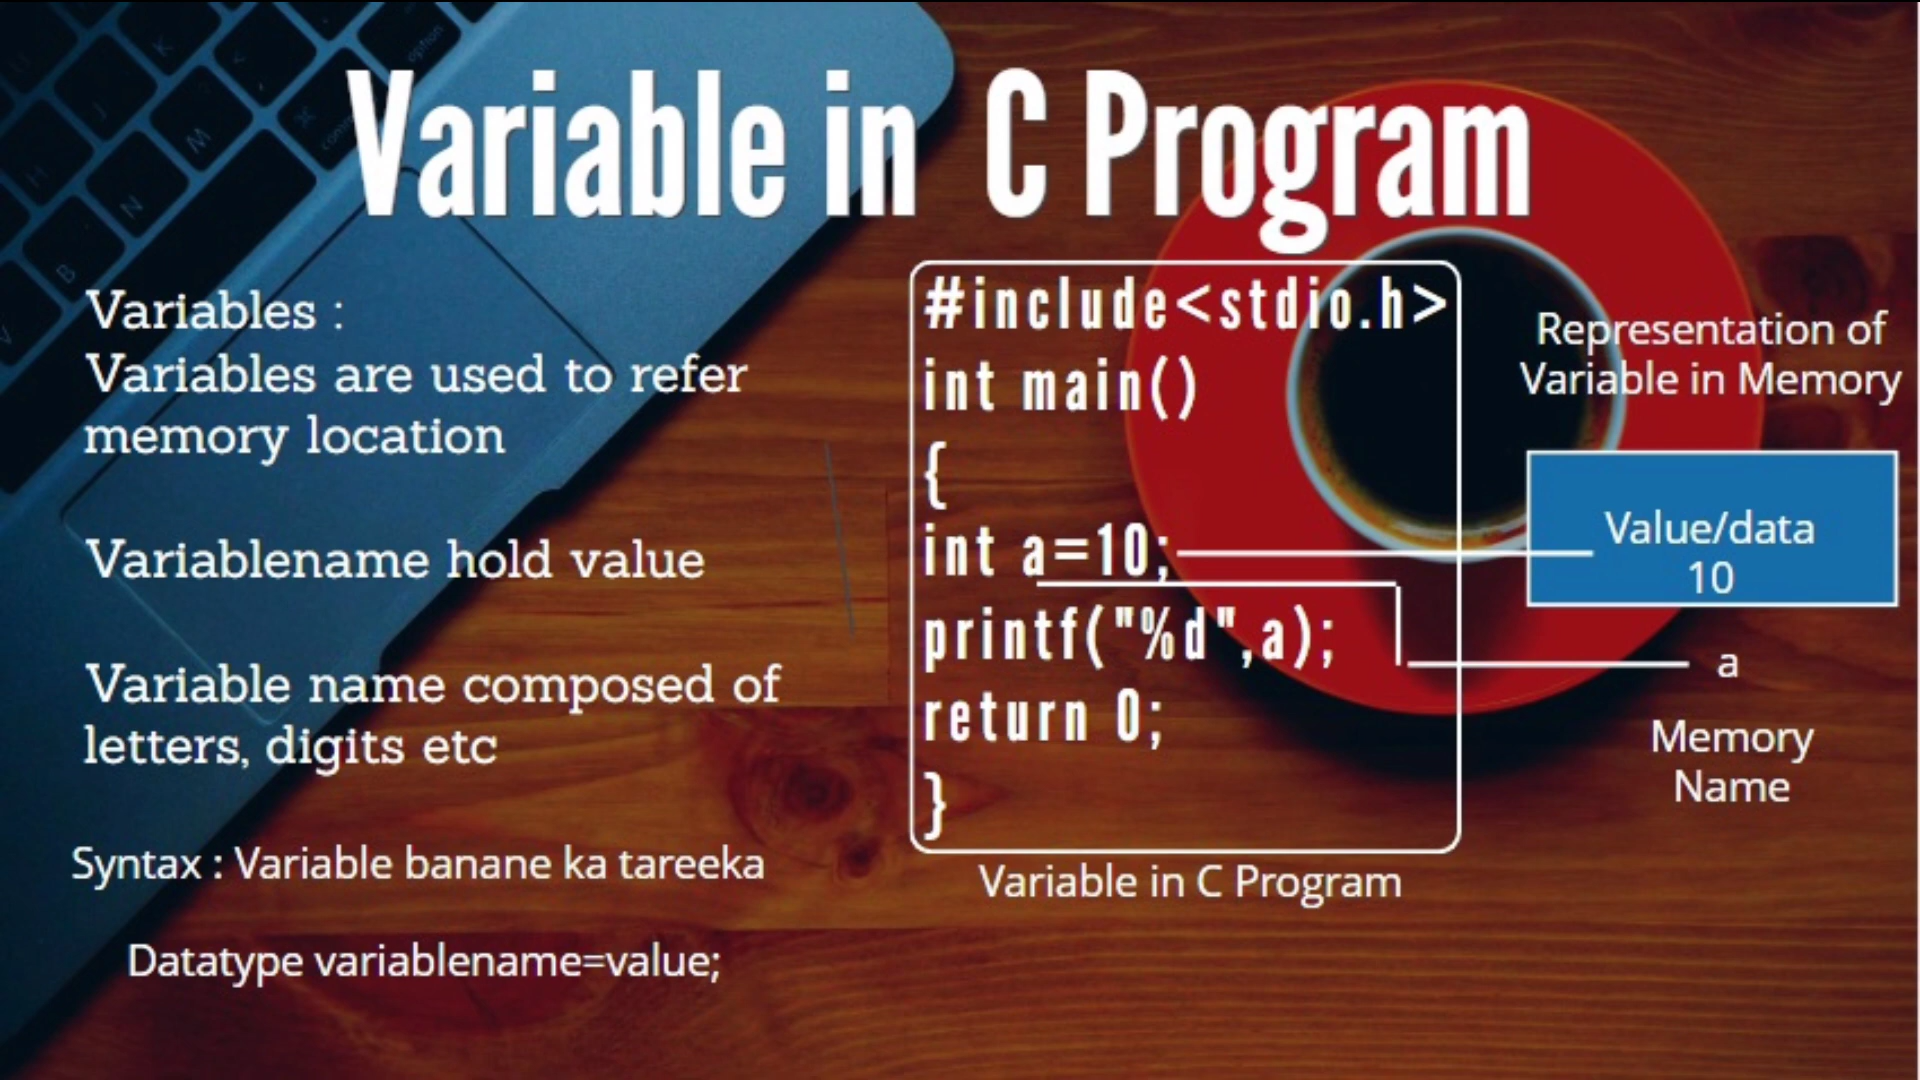 Variable in C Program
Variables :
Variables are used to refer
memory location
Variablename hold value
Variable name composed of
letters, digits etc
Syntax : Variable banane ka tareeka
Datatype variablename=value;
#include<stdio.h>
int main()
{
int a=10;
printf("%d",a);
return 0;
}
Variable in C Program
Representation of
Variable in Memory
Value/data
10
a
Memory
Name